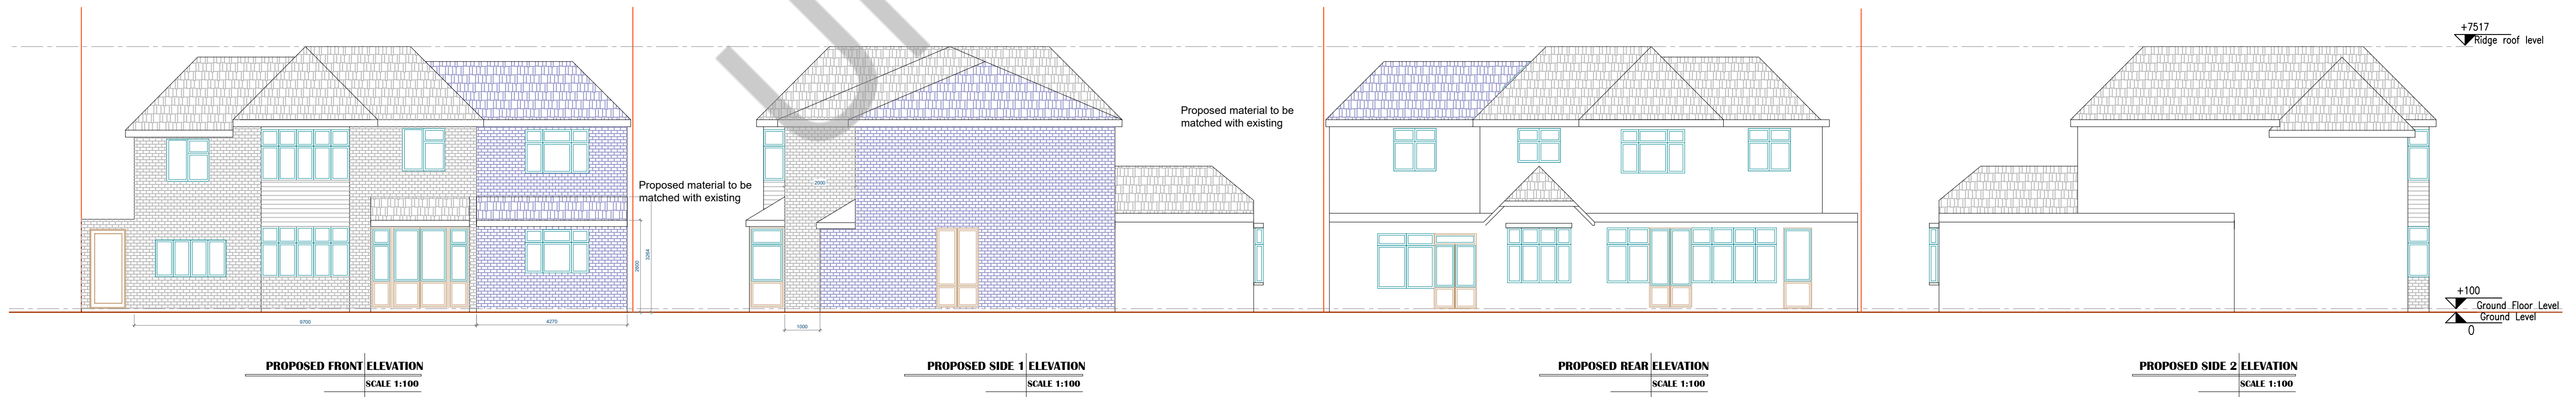 +7517
Ridge roof level
Proposed material to be
matched with existing
Proposed material to be
matched with existing
2000
2600
3264
+100
Ground Floor Level
Ground Level
0
9700
4270
1000
PROPOSED FRONT ELEVATION
SCALE 1:100
PROPOSED SIDE 1 ELEVATION
SCALE 1:100
PROPOSED REAR ELEVATION
SCALE 1:100
PROPOSED SIDE 2 ELEVATION
SCALE 1:100